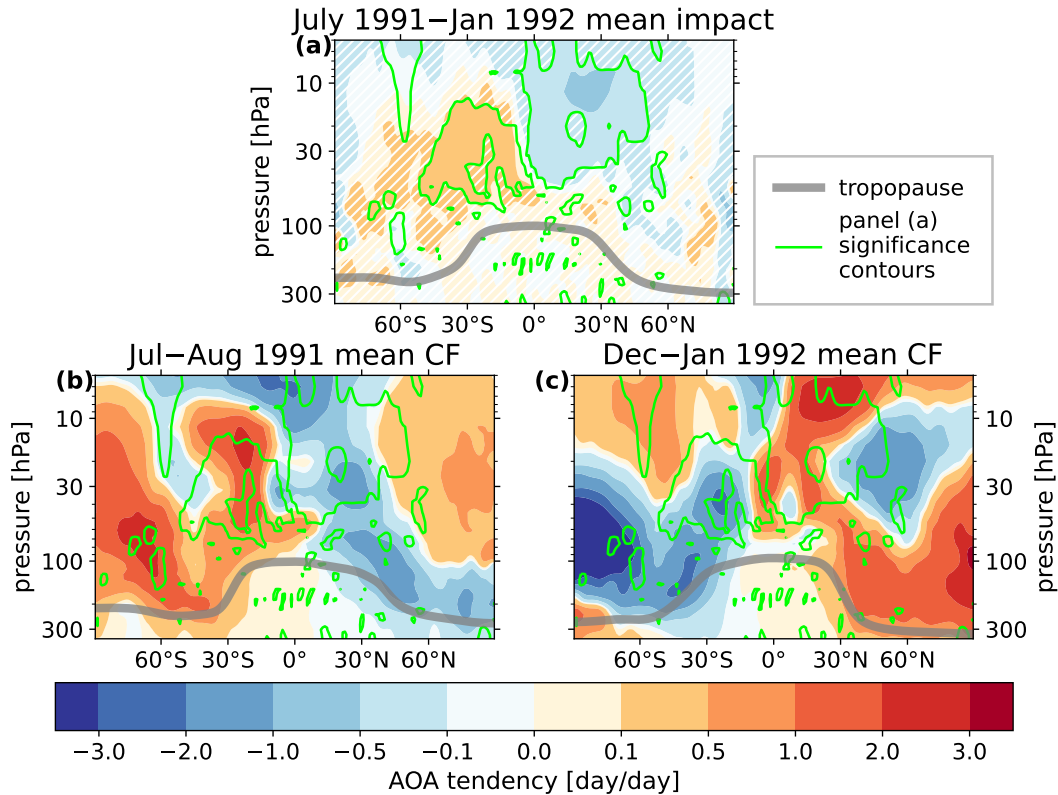 July 1991−Jan 1992 mean impact
(a)
pressure [hPa]
10
30
100
300
60°S 30°S 0° 30°N 60°N
tropopause
panel (a)
significance
contours
Jul−Aug 1991 mean CF
(b)
pressure [hPa]
10
30
100
300
60°S 30°S 0° 30°N 60°N
Dec−Jan 1992 mean CF
(c)
10
30
100
300
pressure [hPa]
60°S 30°S 0° 30°N 60°N
−3.0 −2.0 −1.0 −0.5 −0.1 0.0 0.1 0.5 1.0 2.0 3.0
AOA tendency [day/day]